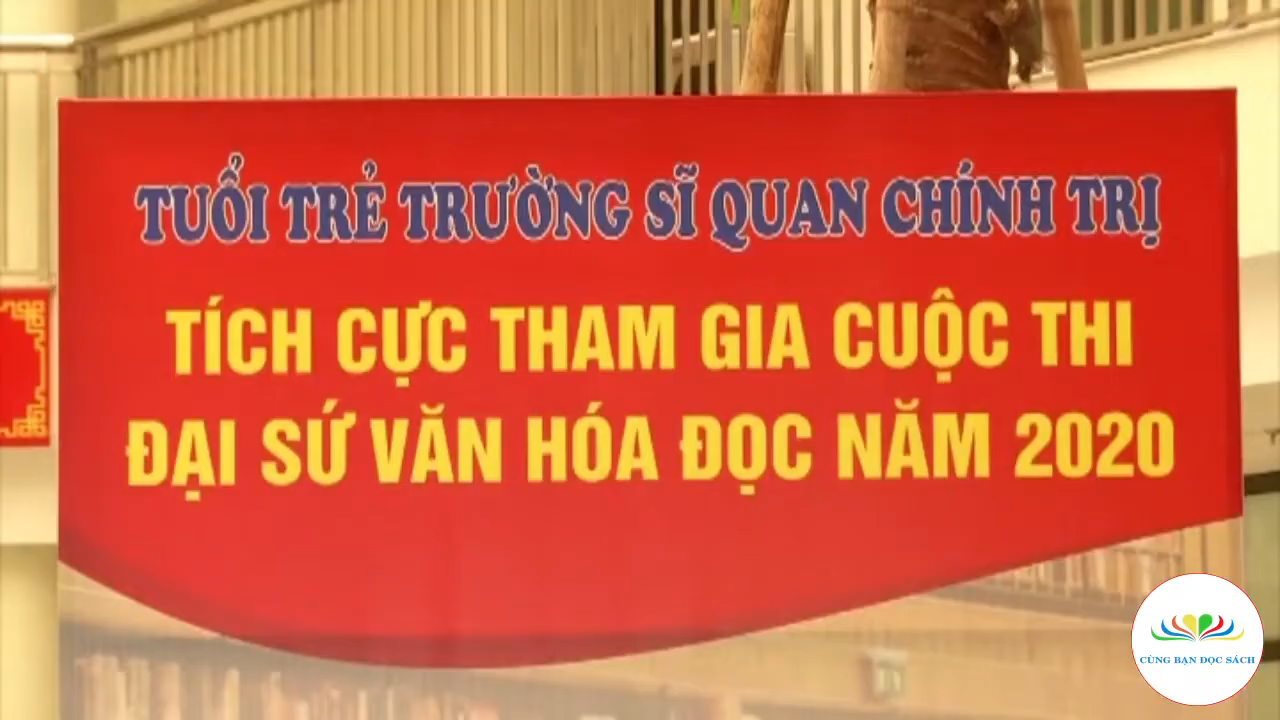 TUỔI TRẺ TRƯỜNG SĨ QUAN CHÍNH TRỊ
TÍCH CỰC THAM GIA CUỘC THI
ĐẠI SỨ VĂN HÓA ĐỌC NĂM 2020
CÙNG BẠN ĐỌC SÁCH